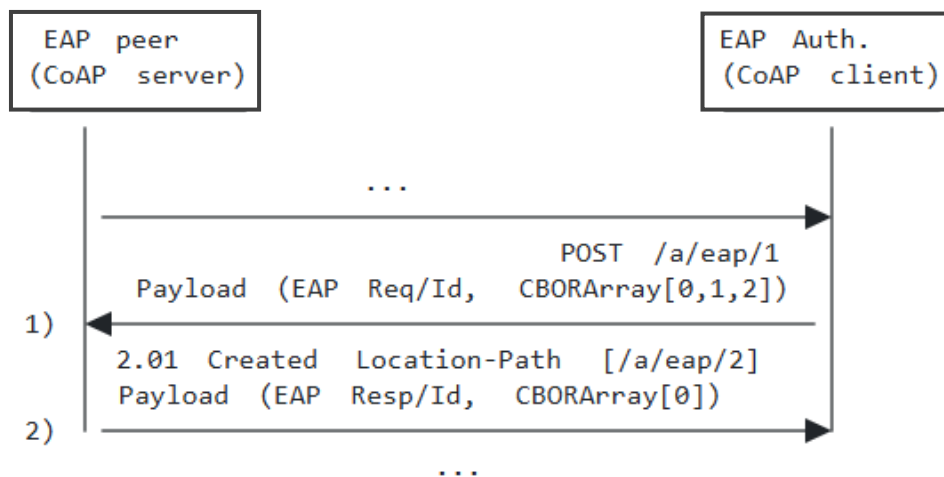 EAP peer
(CoAP server)
EAP Auth.
(CoAP client)
...
POST /a/eap/1
Payload (EAP Req/Id, CBORArray[0,1,2])
1)
2.01 Created Location-Path [/a/eap/2]
Payload (EAP Resp/Id, CBORArray[0])
2)
...